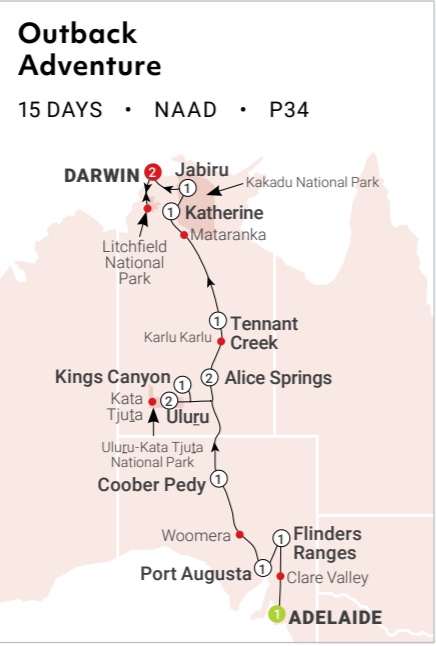 Outback
Adventure
15 DAYS • NAAD • P34
DARWIN
2
Jabiru
1
Kakadu National Park
1
Katherine
Mataranka
Litchfield
National
Park
1
Tennant
Creek
Karlu Karlu
Kings Canyon
1
2
Alice Springs
Kata
Tjuṯa
2
Uluṟu
Uluṟu-Kata Tjuṯa
National Park
Coober Pedy
1
Woomera
1
Flinders
Ranges
Port Augusta
1
Clare Valley
1
ADELAIDE